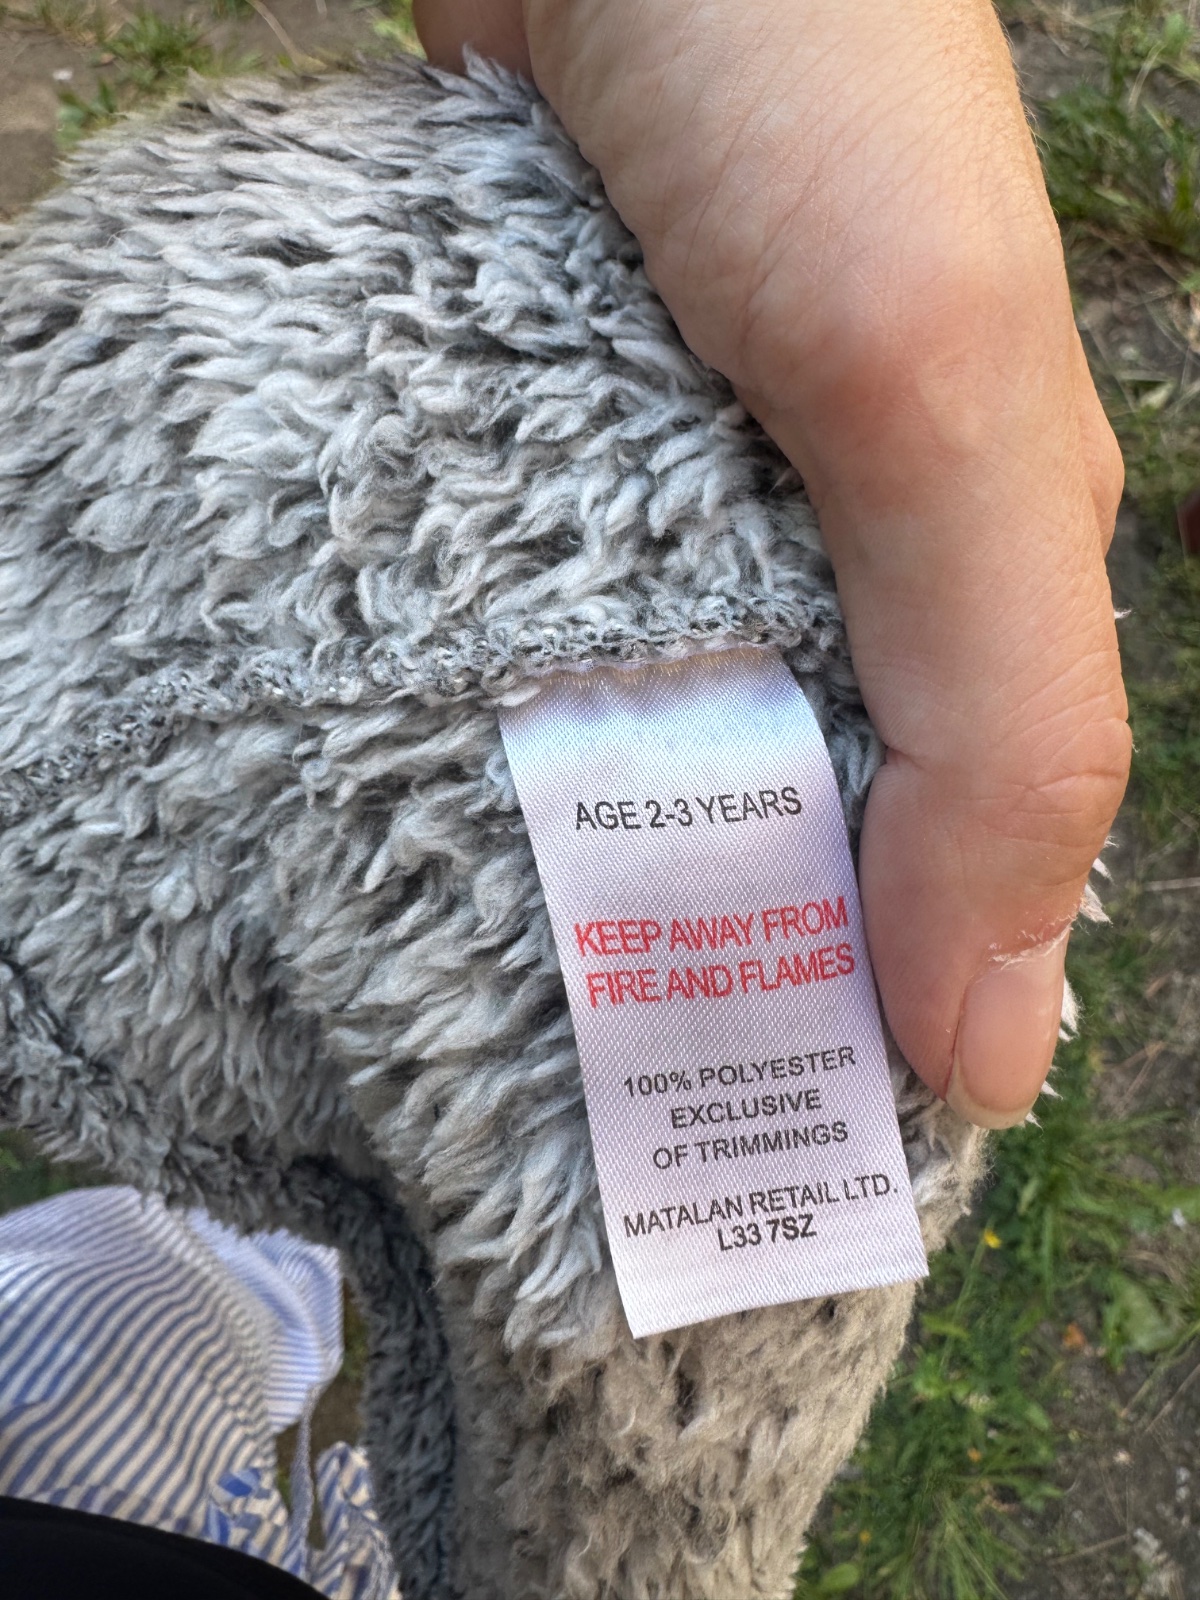 AGE 2-3 YEARS
KEEP AWAY FROM
FIRE AND FLAMES
100% POLYESTER
EXCLUSIVE
OF TRIMMINGS
MATALAN RETAIL LTD.
L33 7SZ